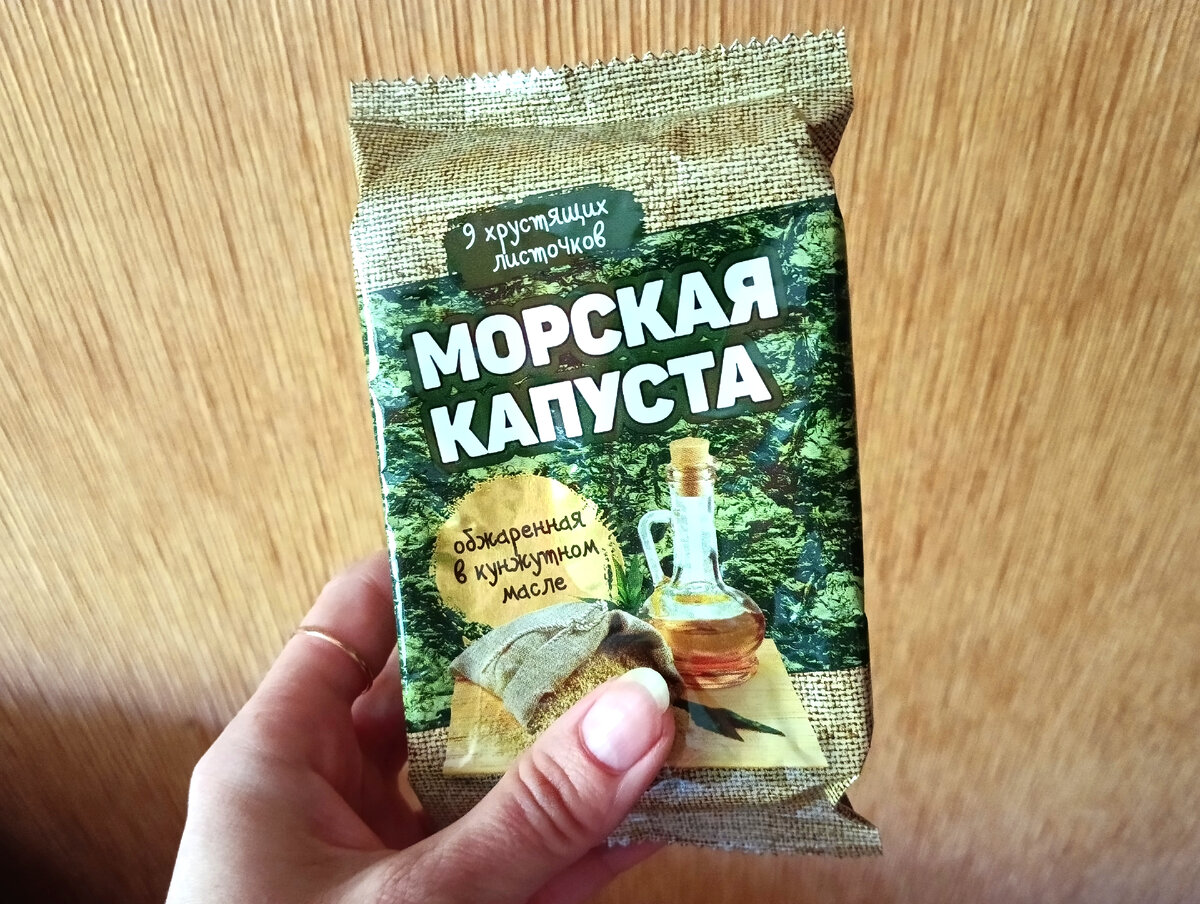 9 хрустящих
листочков
МОРСКАЯ
КАПУСТА
обжаренная
в кунжутном
масле